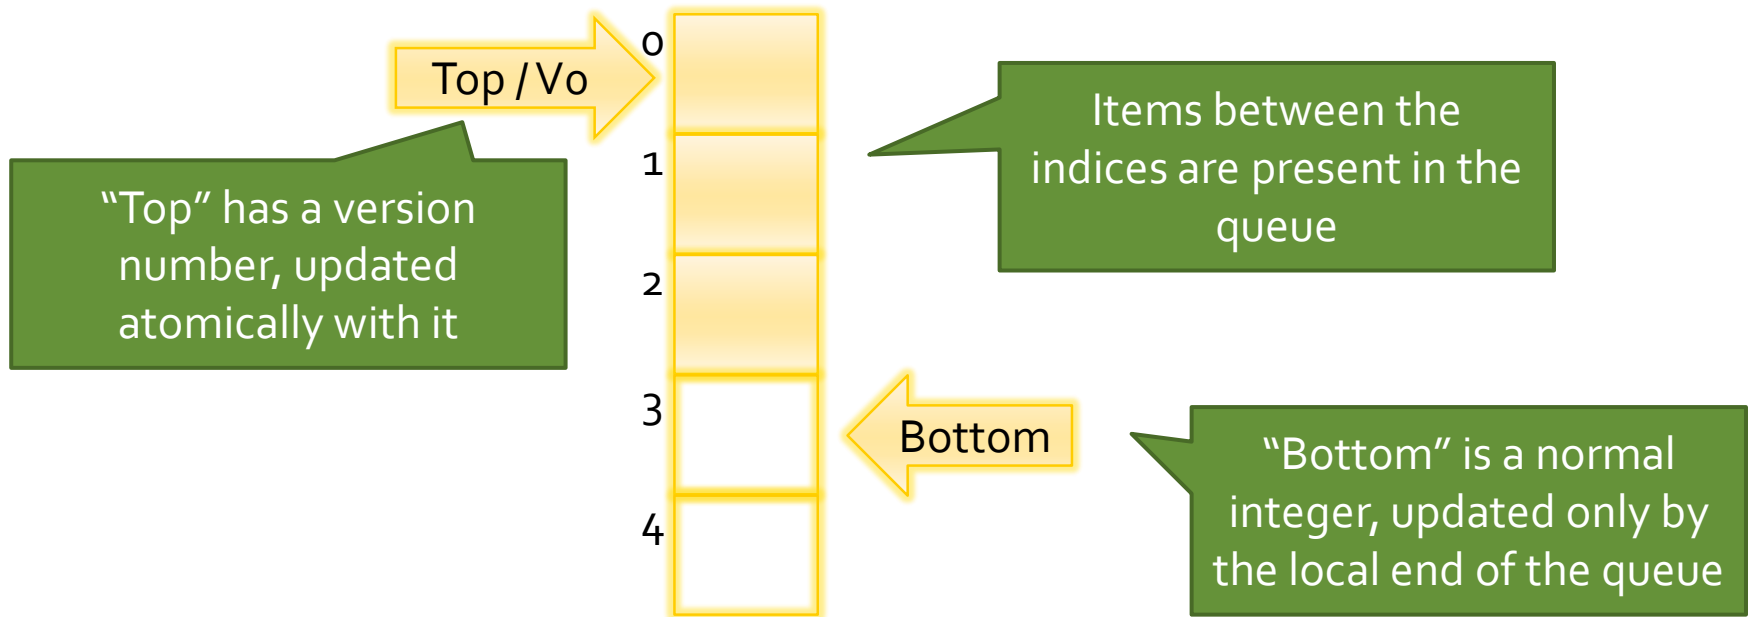 0
Top / V0
Items between the
indices are present in the
queue
1
“Top” has a version
number, updated
atomically with it
2
3
Bottom
“Bottom” is a normal
integer, updated only by
the local end of the queue
4